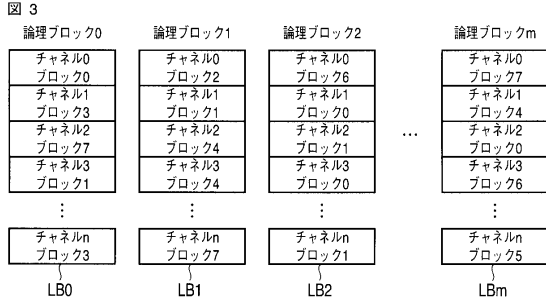 図 3
論理ブロック0
論理ブロック1
論理ブロック2
論理ブロックm
チャネル0
ブロック0
チャネル1
ブロック3
チャネル2
ブロック7
チャネル3
ブロック1
⋮
チャネルn
ブロック3
LB0
チャネル0
ブロック2
チャネル1
ブロック1
チャネル2
ブロック4
チャネル3
ブロック4
⋮
チャネルn
ブロック7
LB1
チャネル0
ブロック6
チャネル1
ブロック0
チャネル2
ブロック1
チャネル3
ブロック0
⋮
チャネルn
ブロック1
LB2
…
チャネル0
ブロック7
チャネル1
ブロック4
チャネル2
ブロック0
チャネル3
ブロック6
⋮
チャネルn
ブロック5
LBm